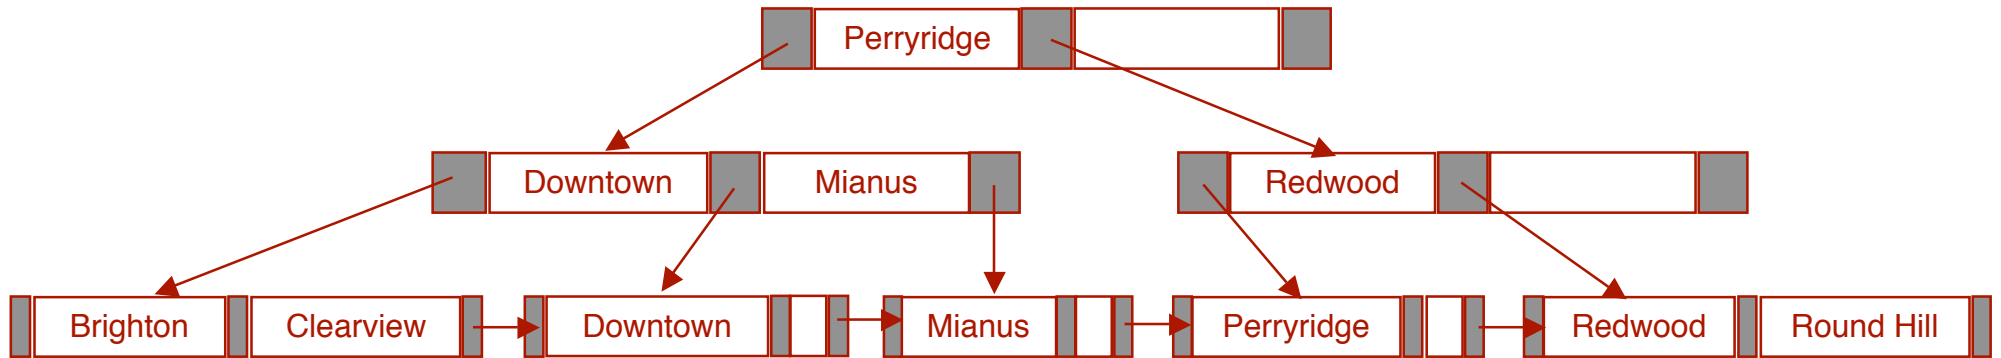 Perryridge
Downtown Mianus Redwood
Brighton Clearview Downtown Mianus Perryridge Redwood Round Hill